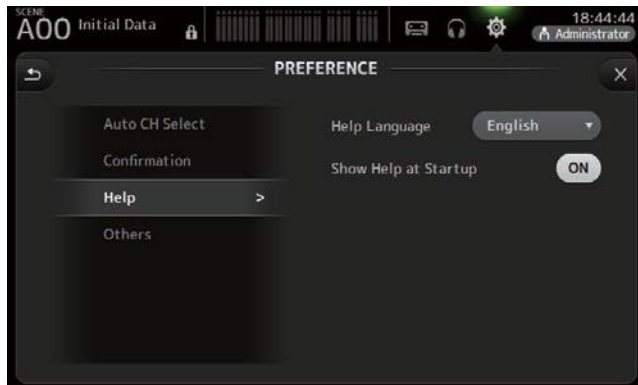 SCENE
A00 Initial Data
18:44:44
Administrator
PREFERENCE
Auto CH Select
Help Language
English
Confirmation
Show Help at Startup
ON
Help >
Others